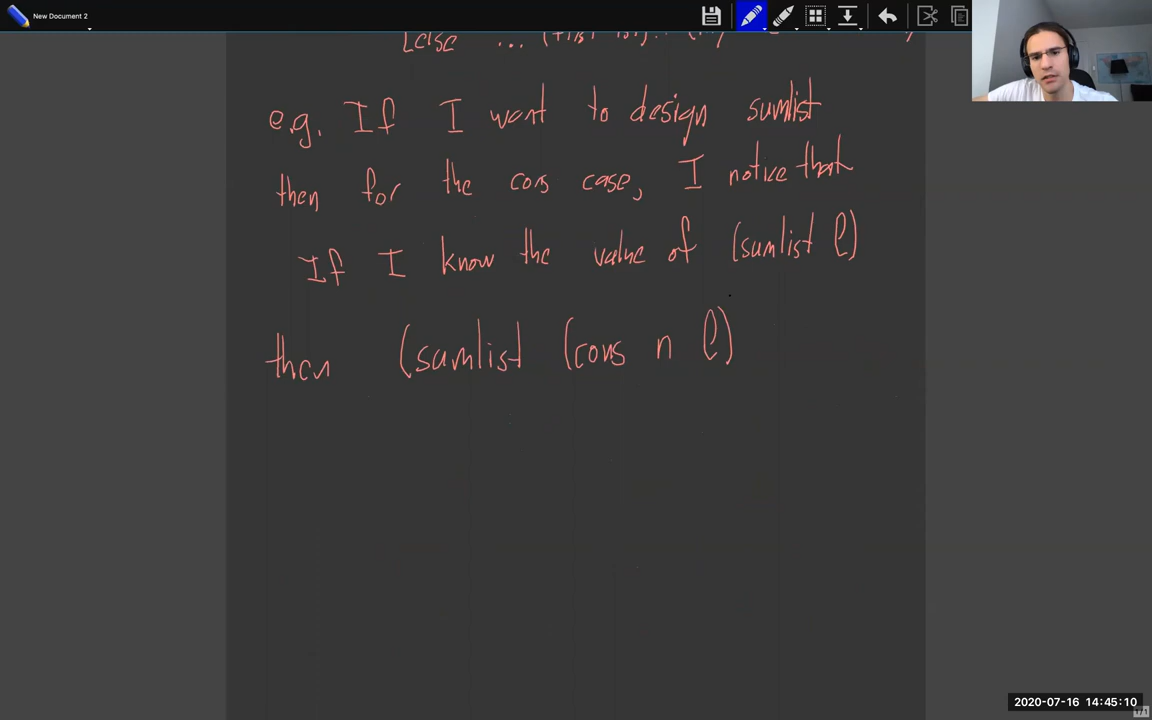 New Document 2
[else ...
e.g. If I want to design sumlist
then for the cons case, I notice that
If I know the value of (sumlist l)
then (sumlist (cons n l)
2020-07-16 14:45:10